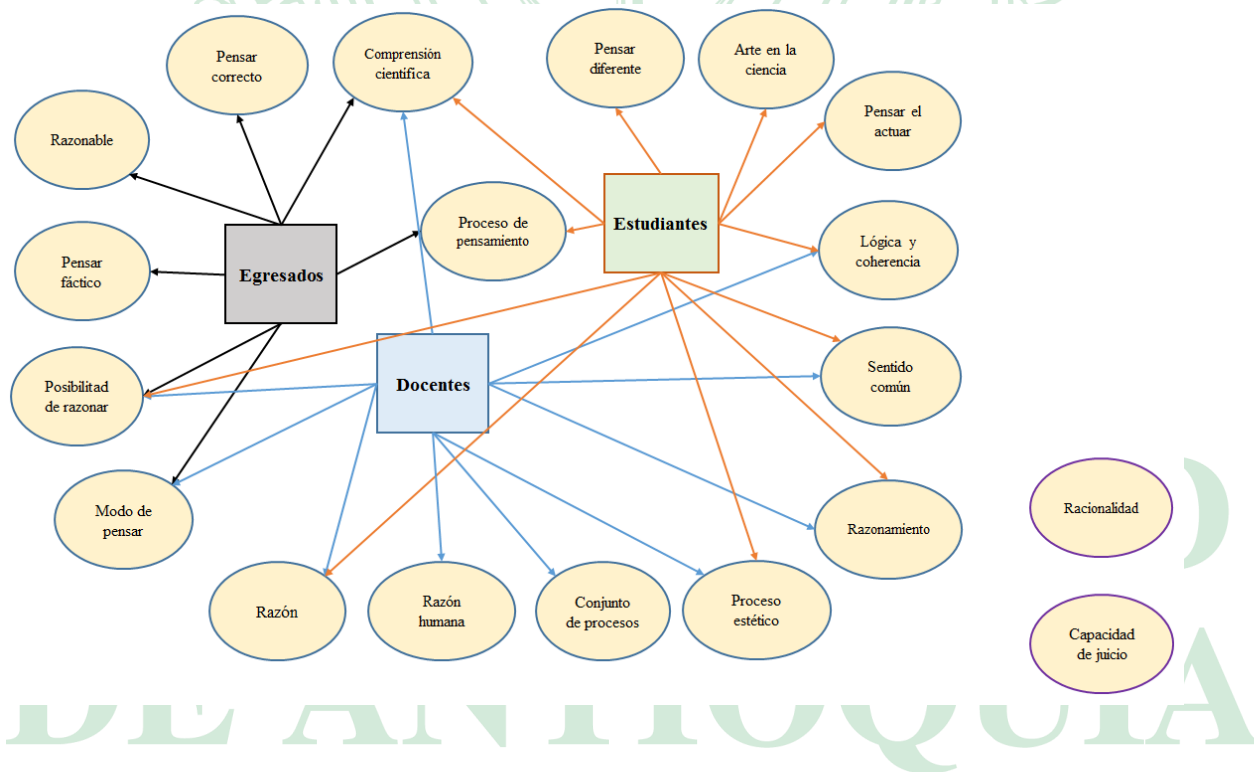 Pensar
correcto
Comprensión
científica
Pensar
diferente
Arte en la
ciencia
Pensar el
actuar
Razonable
Proceso de
pensamiento
Estudiantes
Lógica y
coherencia
Pensar
fáctico
Egresados
Sentido
común
Posibilitad
de razonar
Docentes
Modo de
pensar
Razonamiento
Racionalidad
Razón
Razón
humana
Conjunto
de procesos
Proceso
estético
Capacidad
de juicio
DE ANTIOQUIA